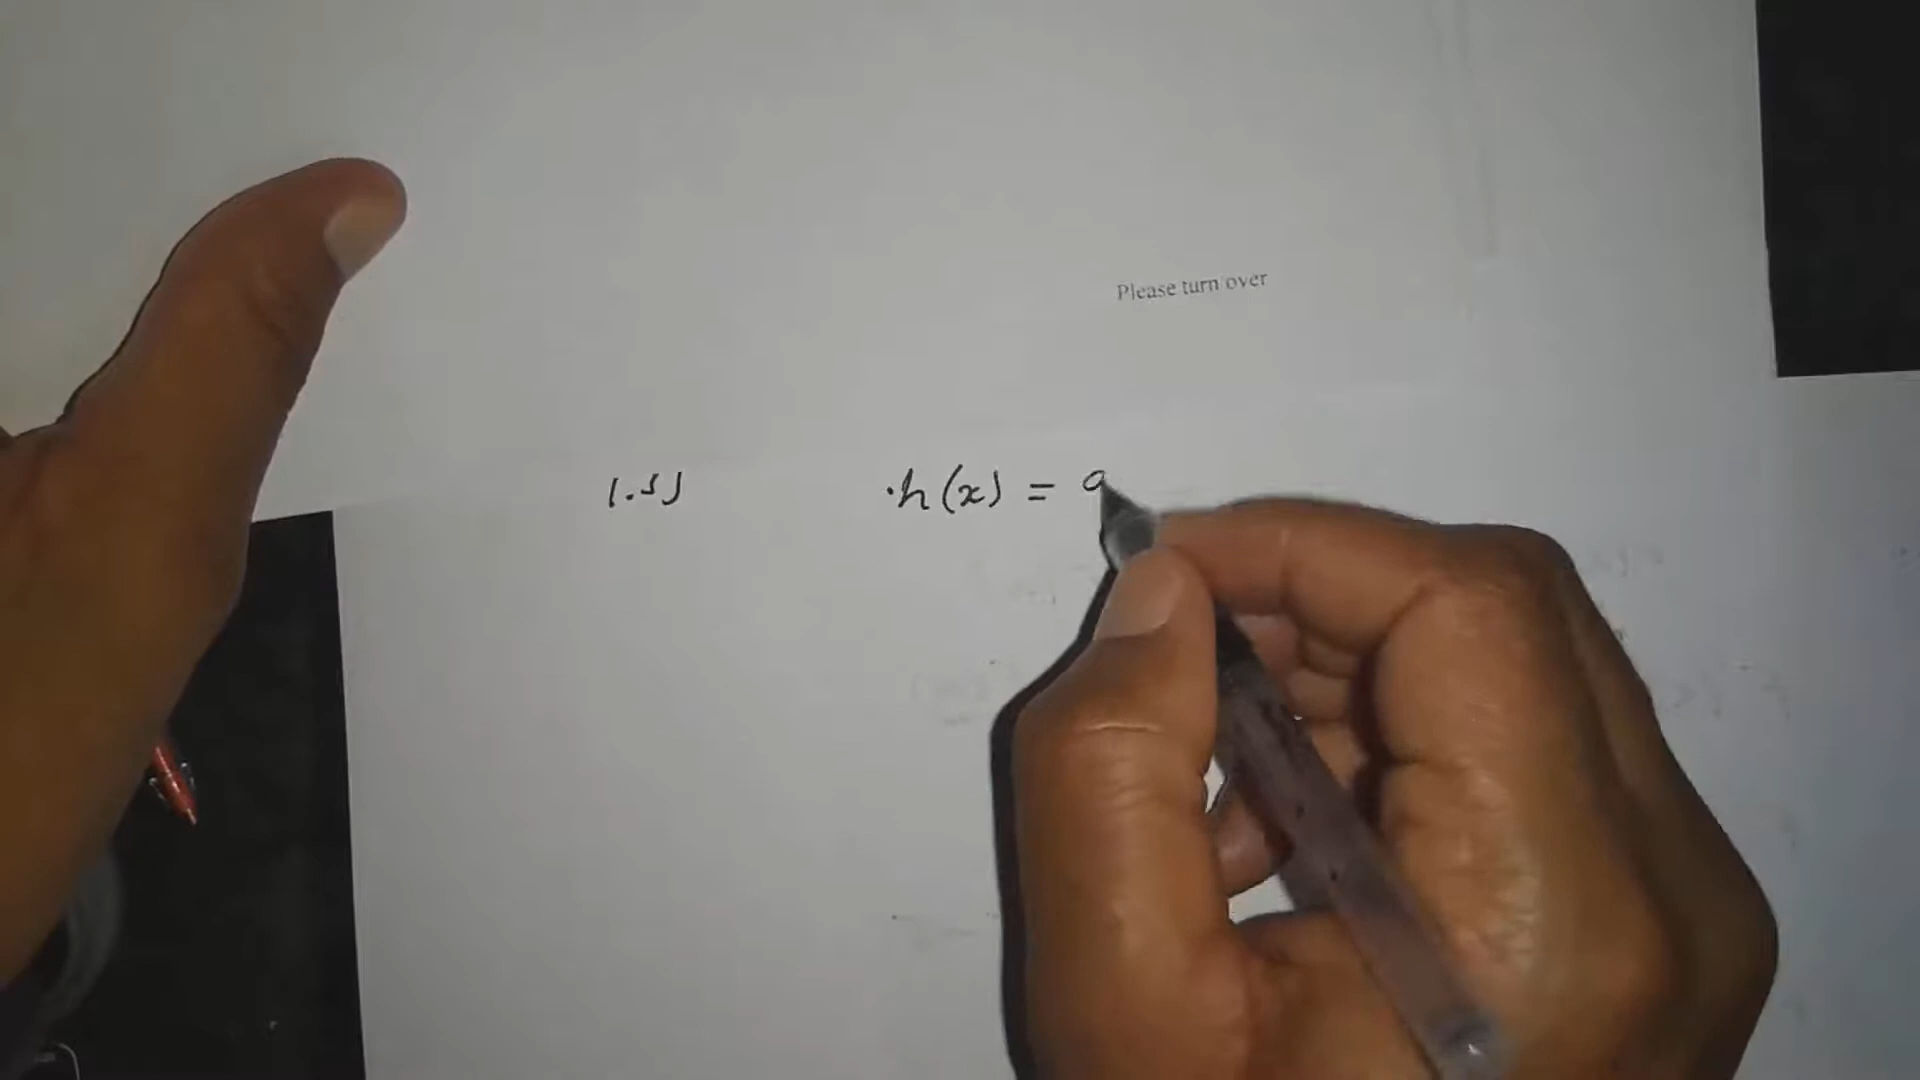 Please turn over
1.5) h(x) =